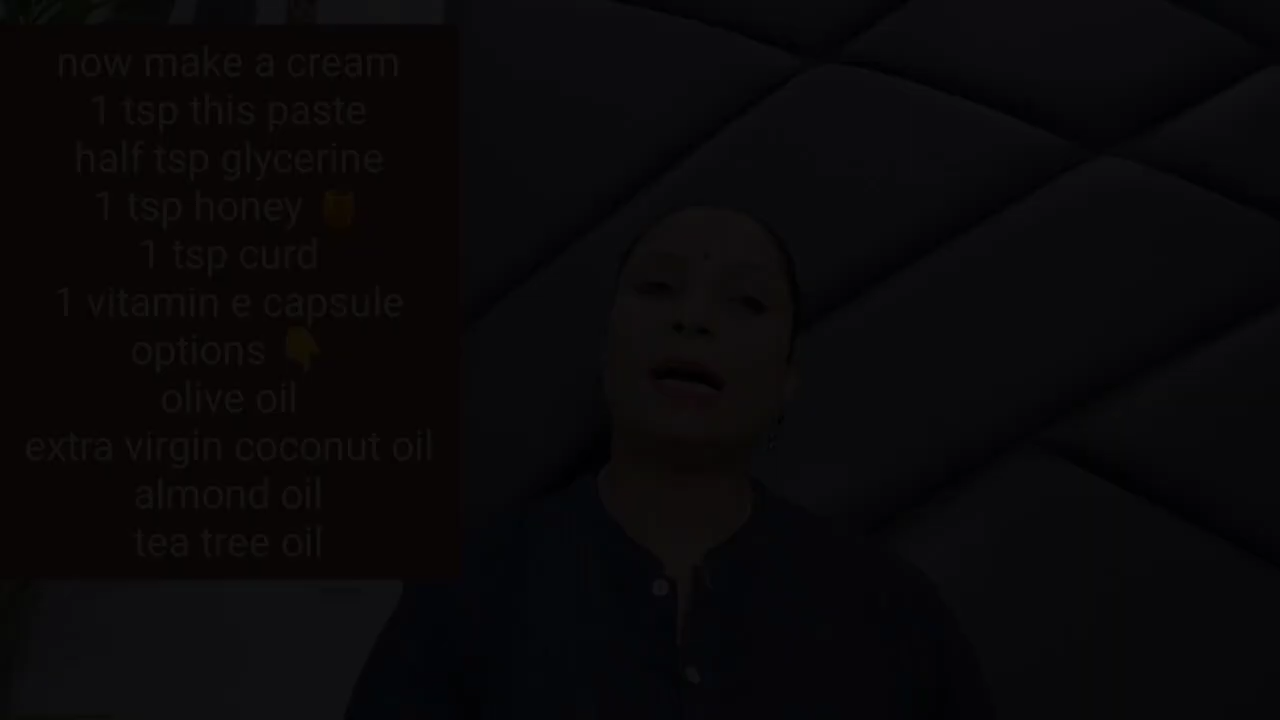 now make a cream
1 tsp this paste
half tsp glycerine
1 tsp honey 🍯
1 tsp curd
1 vitamin e capsule
options 👇
olive oil
extra virgin coconut oil
almond oil
tea tree oil